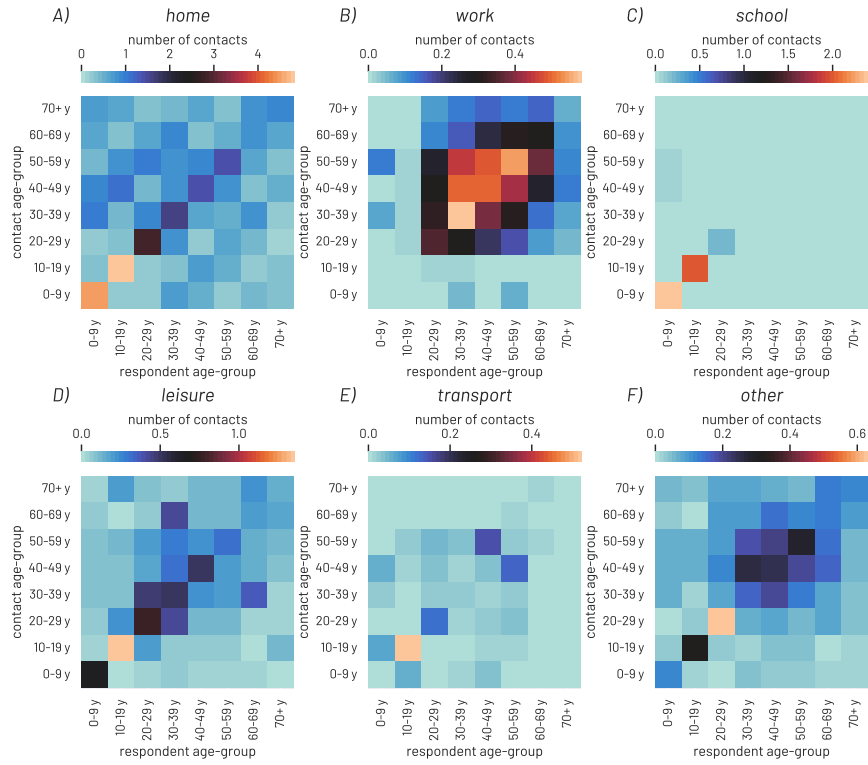 A) home
number of contacts
0 1 2 3 4
contact age-group
70+ y
60-69 y
50-59 y
40-49 y
30-39 y
20-29 y
10-19 y
0-9 y
0-9 y 10-19 y 20-29 y 30-39 y 40-49 y 50-59 y 60-69 y 70+ y
respondent age-group
B) work
number of contacts
0.0 0.2 0.4
contact age-group
70+ y
60-69 y
50-59 y
40-49 y
30-39 y
20-29 y
10-19 y
0-9 y
0-9 y 10-19 y 20-29 y 30-39 y 40-49 y 50-59 y 60-69 y 70+ y
respondent age-group
C) school
number of contacts
0.0 0.5 1.0 1.5 2.0
contact age-group
70+ y
60-69 y
50-59 y
40-49 y
30-39 y
20-29 y
10-19 y
0-9 y
0-9 y 10-19 y 20-29 y 30-39 y 40-49 y 50-59 y 60-69 y 70+ y
respondent age-group
D) leisure
number of contacts
0.0 0.5 1.0
contact age-group
70+ y
60-69 y
50-59 y
40-49 y
30-39 y
20-29 y
10-19 y
0-9 y
0-9 y 10-19 y 20-29 y 30-39 y 40-49 y 50-59 y 60-69 y 70+ y
respondent age-group
E) transport
number of contacts
0.0 0.2 0.4
contact age-group
70+ y
60-69 y
50-59 y
40-49 y
30-39 y
20-29 y
10-19 y
0-9 y
0-9 y 10-19 y 20-29 y 30-39 y 40-49 y 50-59 y 60-69 y 70+ y
respondent age-group
F) other
number of contacts
0.0 0.2 0.4 0.6
contact age-group
70+ y
60-69 y
50-59 y
40-49 y
30-39 y
20-29 y
10-19 y
0-9 y
0-9 y 10-19 y 20-29 y 30-39 y 40-49 y 50-59 y 60-69 y 70+ y
respondent age-group